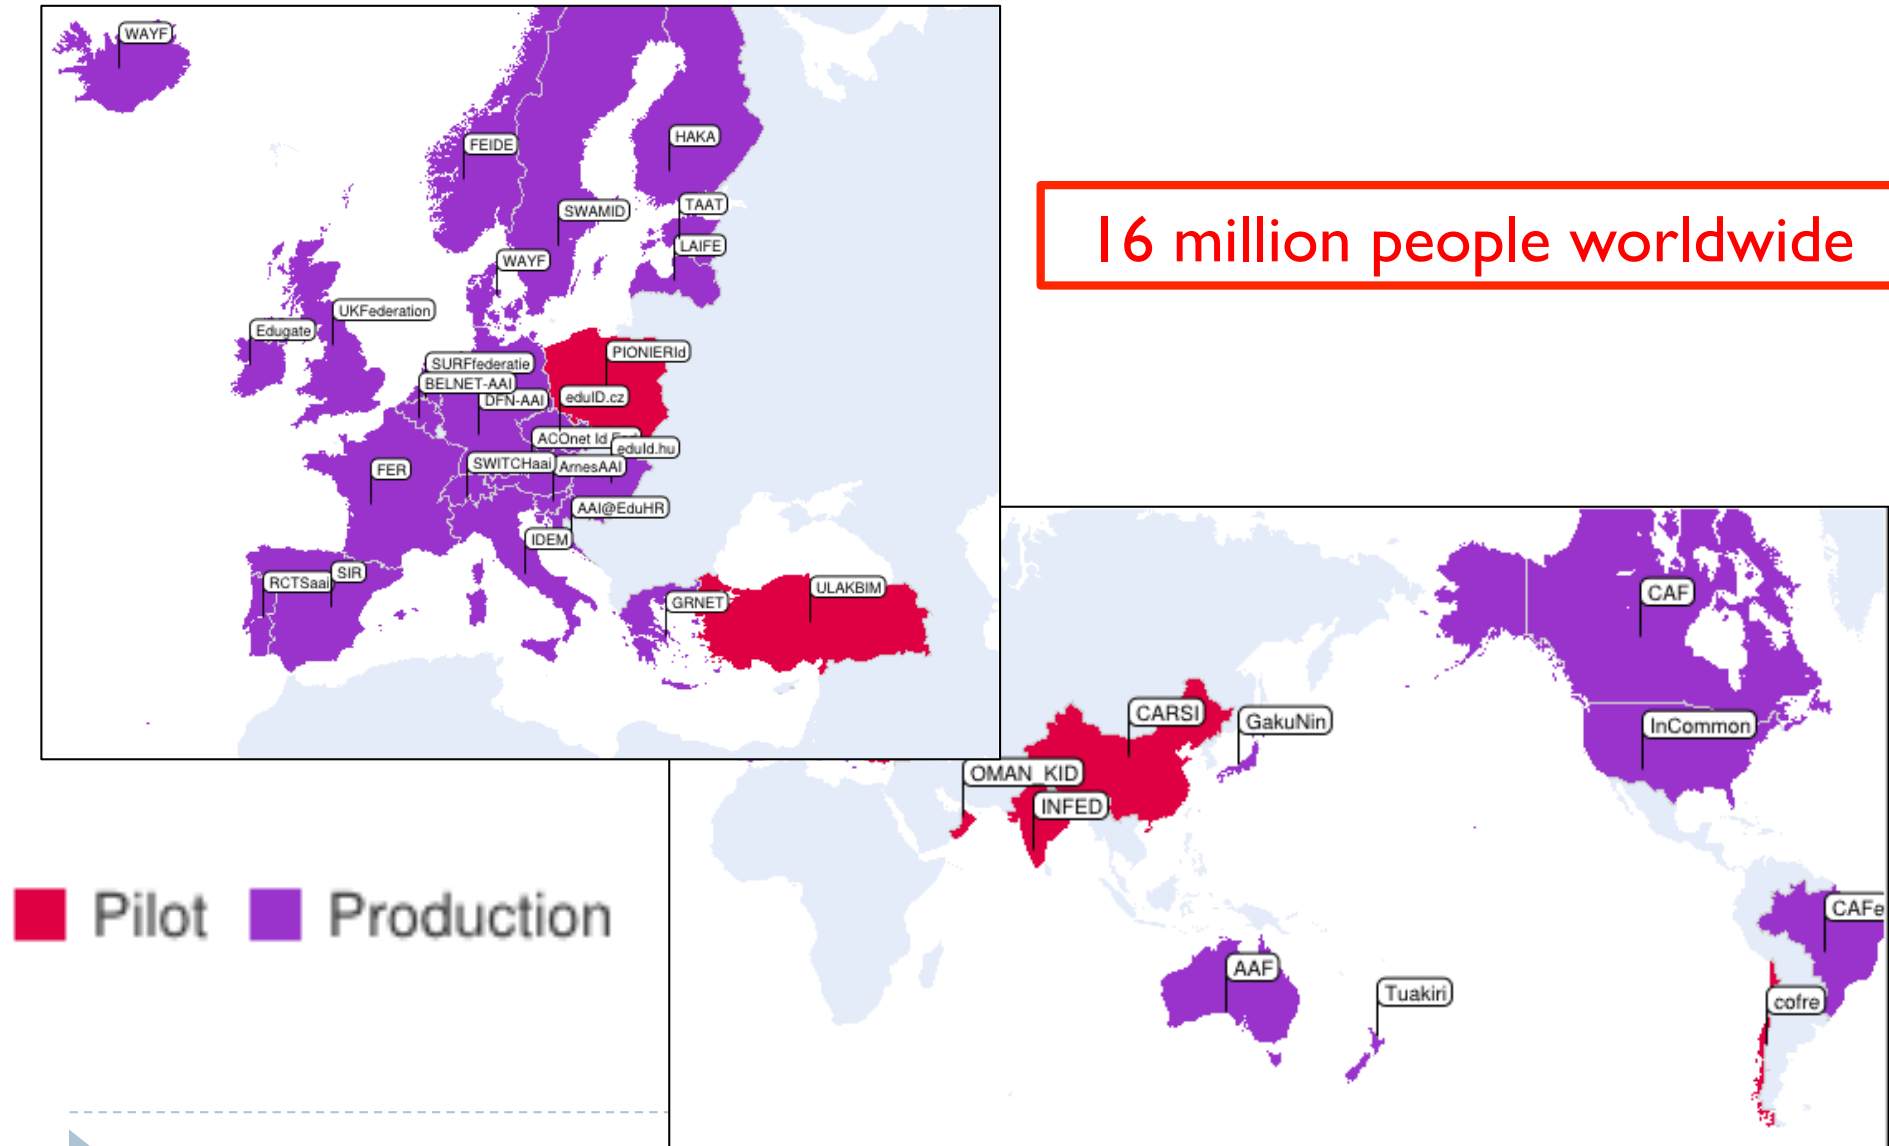 WAYF
FEIDE
HAKA
SWAMID
TAAT
LAIFE
WAYF
UKFederation
Edugate
SURFfederatie
BELNET-AAI
DFN-AAI
PIONIERId
eduID.cz
ACOnet Id
eduId.hu
FER
SWITCHaai
ArnesAAI
AAI@EduHR
IDEM
RCTSaai
SIR
GRNET
ULAKBIM
16 million people worldwide
CAF
CARSI
GakuNin
InCommon
OMAN_KID
INFED
CAFe
AAF
Tuakiri
cofre
Pilot Production